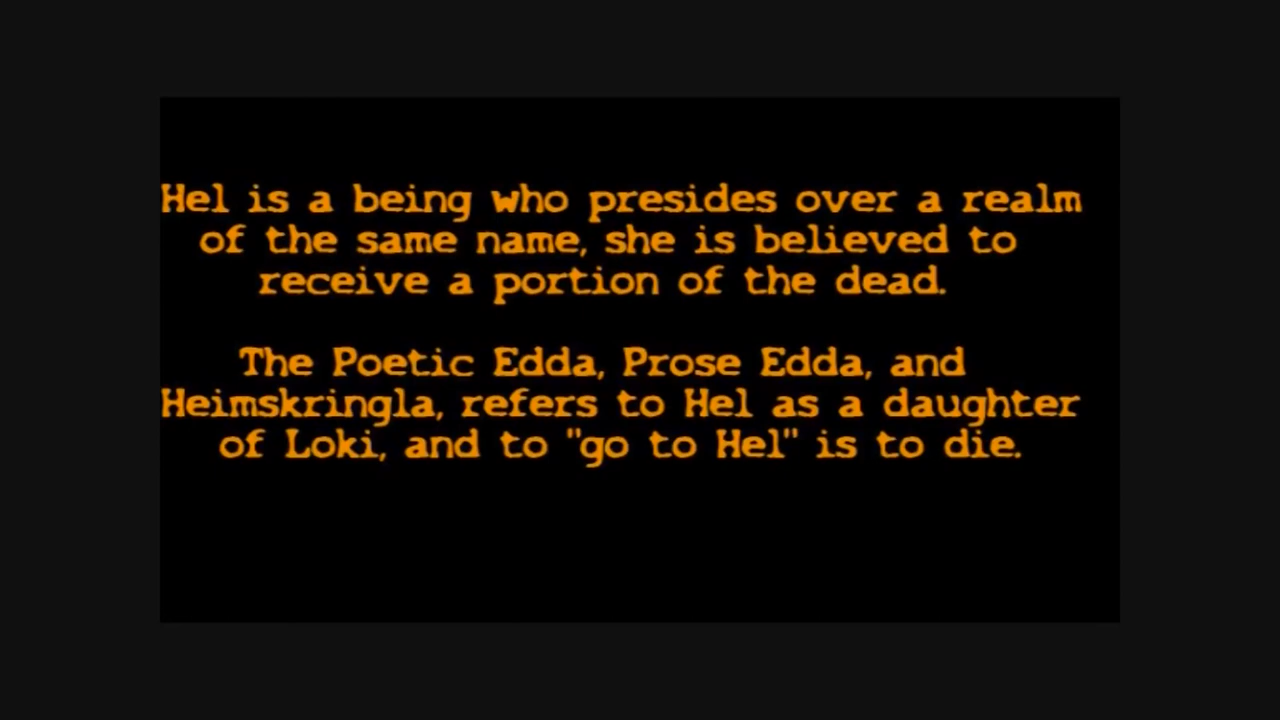 Hel is a being who presides over a realm
of the same name, she is believed to
receive a portion of the dead.
The Poetic Edda, Prose Edda, and
Heimskringla, refers to Hel as a daughter
of Loki, and to "go to Hel" is to die.